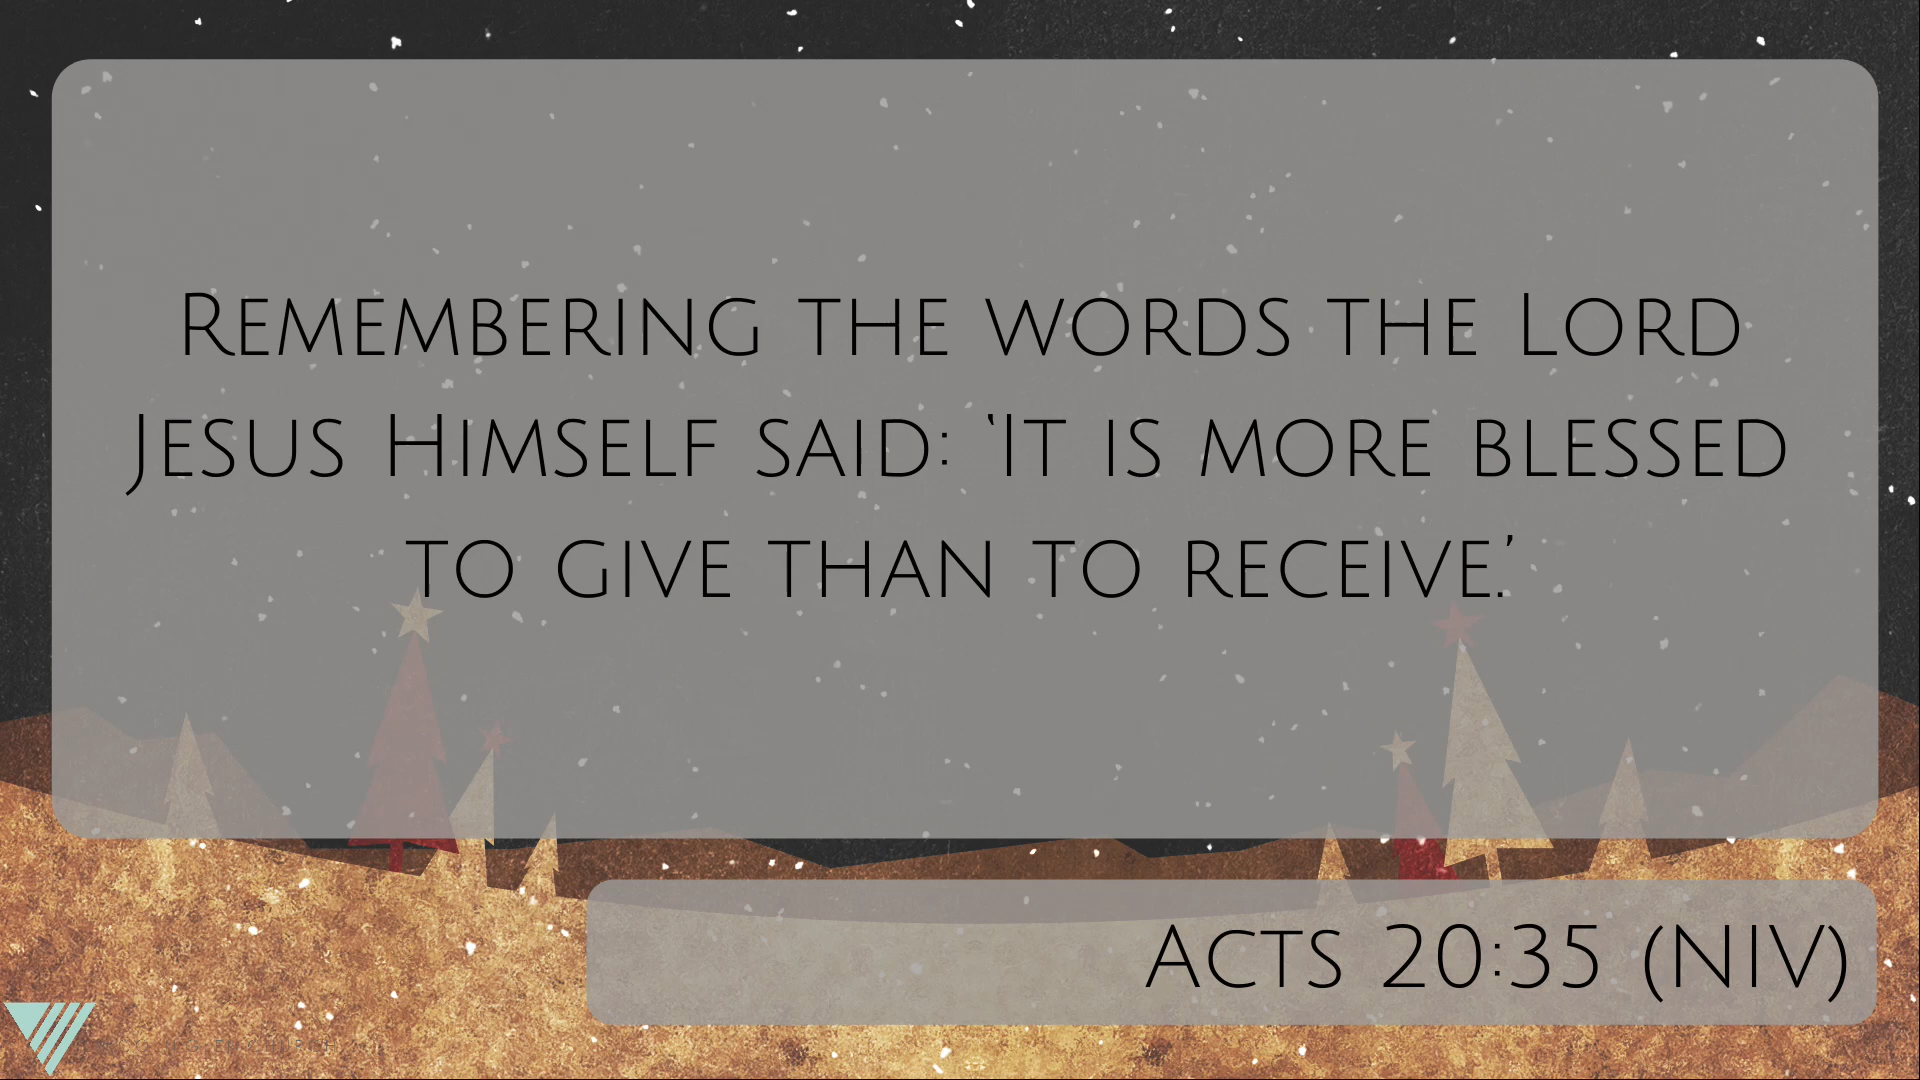 Remembering the words the Lord
Jesus Himself said: ‘It is more blessed
to give than to receive.’
Acts 20:35 (NIV)